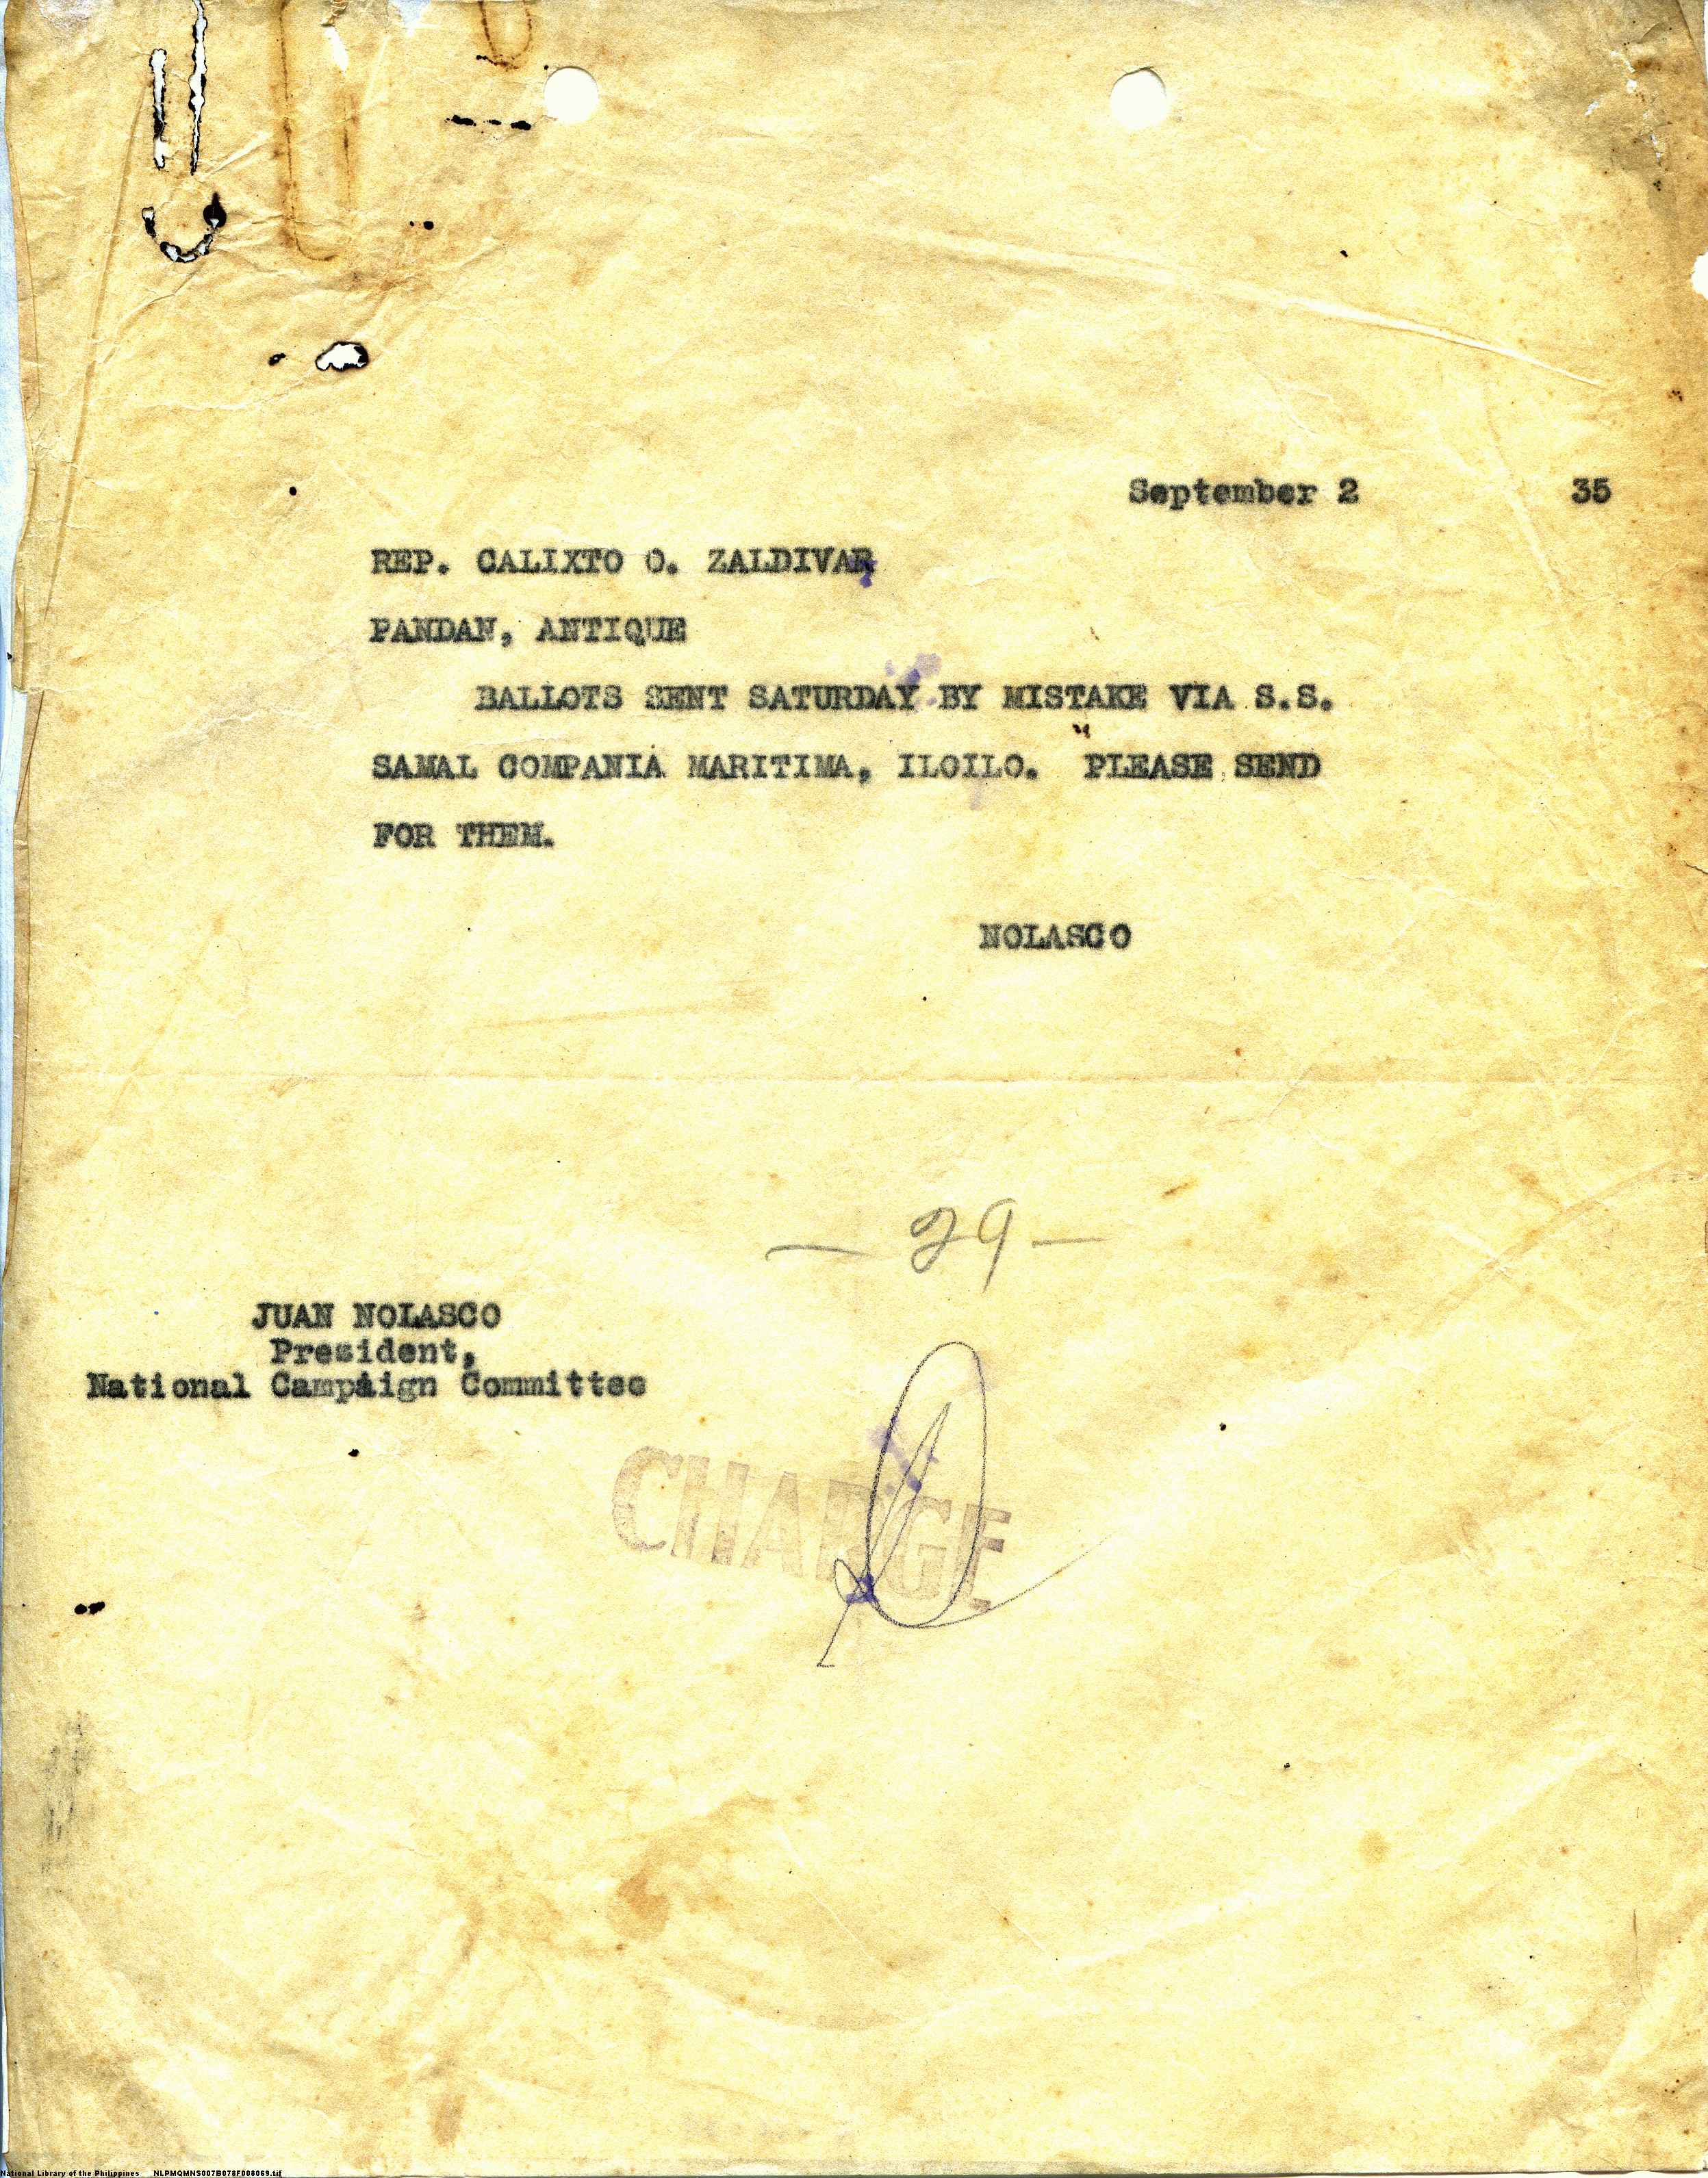 September 2 35
REP. CALIXTO O. ZALDIVAR
PANDAN, ANTIQUE
BALLOTS SENT SATURDAY BY MISTAKE VIA S.S.
SAMAL COMPANIA MARITIMA, ILOILO. PLEASE SEND
FOR THEM.
NOLASCO
— 29 —
JUAN NOLASCO
President,
National Campaign Committee
CHARGE
National Library of the Philippines NLPMQMNS007B078F008069.tif